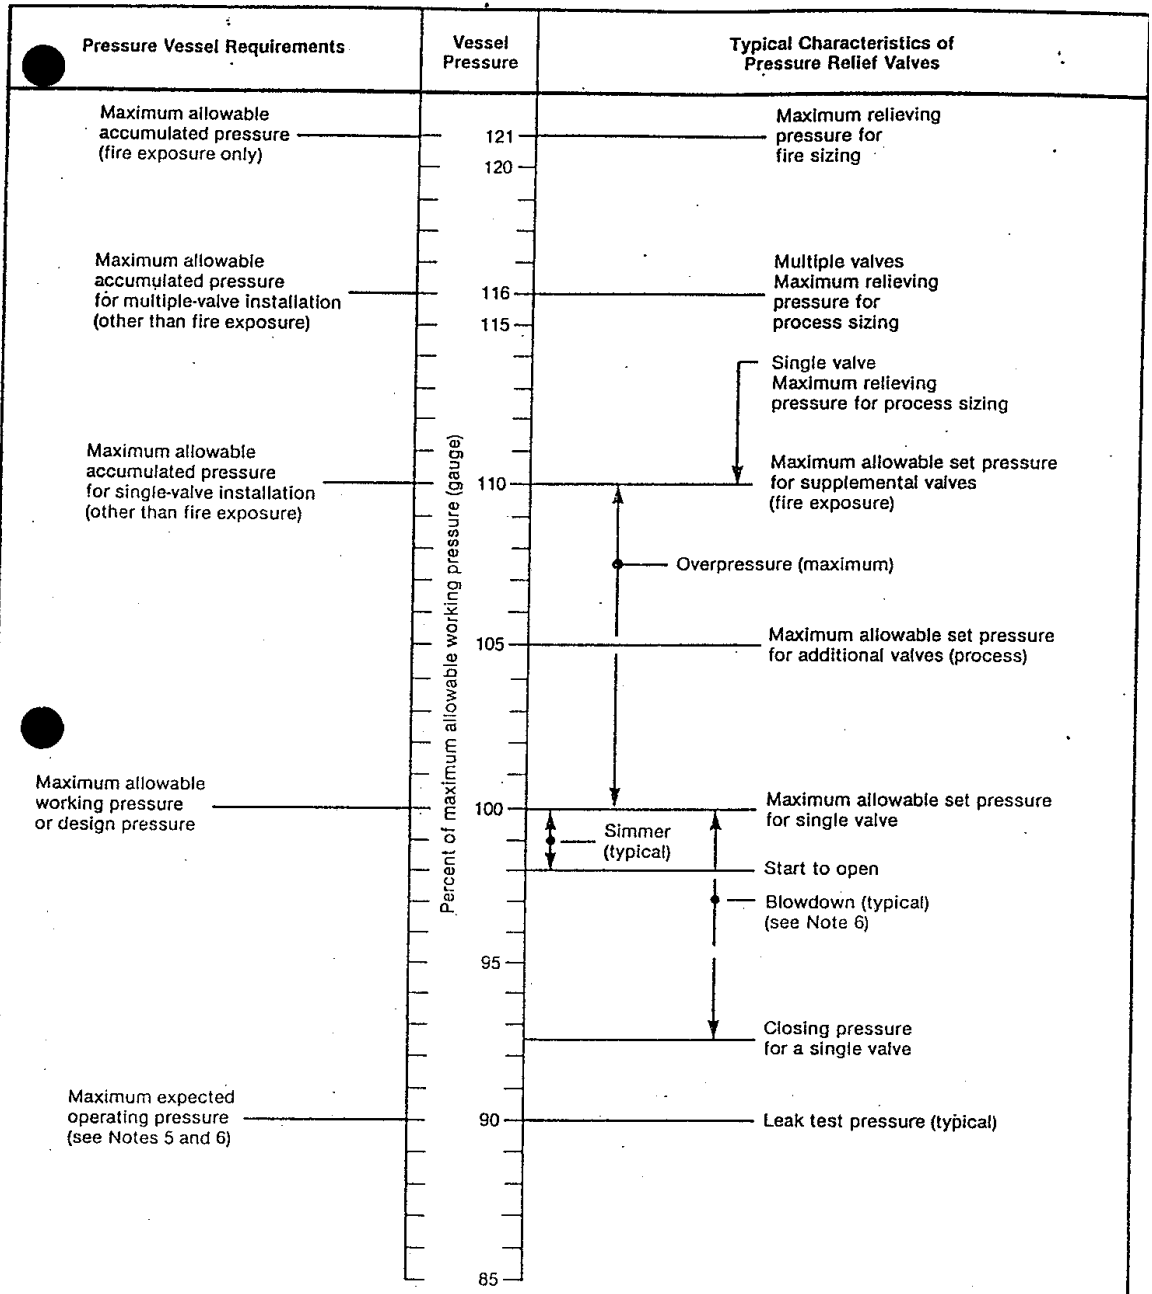 Pressure Vessel Requirements
Vessel
Pressure
Typical Characteristics of
Pressure Relief Valves
Maximum allowable
accumulated pressure
(fire exposure only)
121
Maximum relieving
pressure for
fire sizing
120
Maximum allowable
accumulated pressure
for multiple-valve installation
(other than fire exposure)
116
Multiple valves
Maximum relieving
pressure for
process sizing
115
Single valve
Maximum relieving
pressure for process sizing
Maximum allowable
accumulated pressure
for single-valve installation
(other than fire exposure)
110
Maximum allowable set pressure
for supplemental valves
(fire exposure)
Overpressure (maximum)
Percent of maximum allowable working pressure (gauge)
105
Maximum allowable set pressure
for additional valves (process)
Maximum allowable
working pressure
or design pressure
100
Maximum allowable set pressure
for single valve
Simmer
(typical)
Start to open
Blowdown (typical)
(see Note 6)
95
Closing pressure
for a single valve
Maximum expected
operating pressure
(see Notes 5 and 6)
90
Leak test pressure (typical)
85